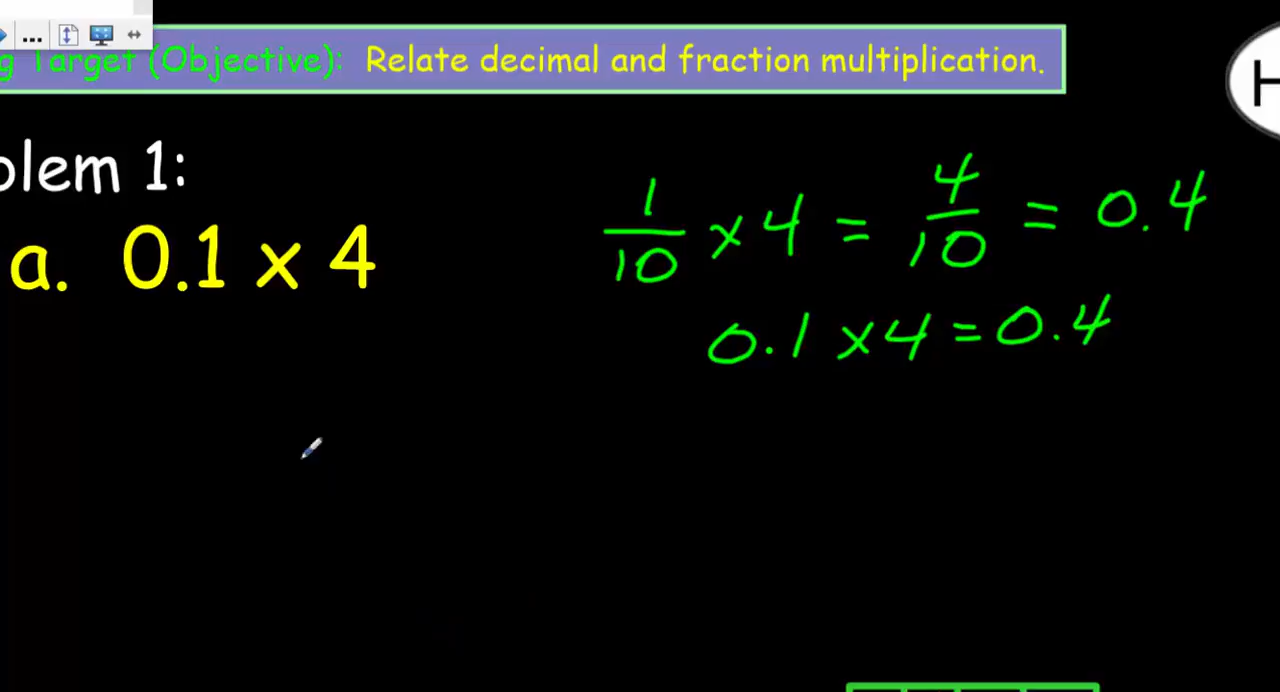 g Target (Objective): Relate decimal and fraction multiplication.
H
olem 1:
a. 0.1 x 4
1/10 x 4 = 4/10 = 0.4
0.1 x 4 = 0.4